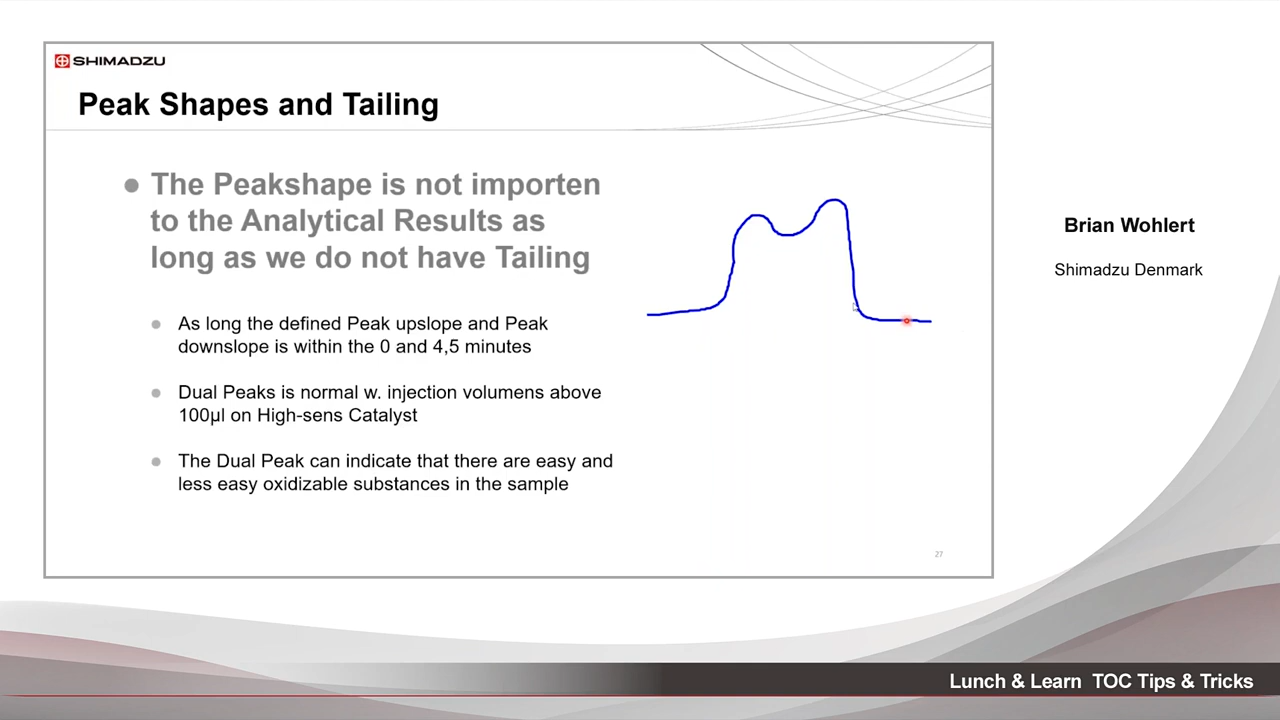 SHIMADZU
Peak Shapes and Tailing
● The Peakshape is not importen
to the Analytical Results as
long as we do not have Tailing
● As long the defined Peak upslope and Peak
downslope is within the 0 and 4,5 minutes
● Dual Peaks is normal w. injection volumens above
100µl on High-sens Catalyst
● The Dual Peak can indicate that there are easy and
less easy oxidizable substances in the sample
27
Brian Wohlert
Shimadzu Denmark
Lunch & Learn TOC Tips & Tricks